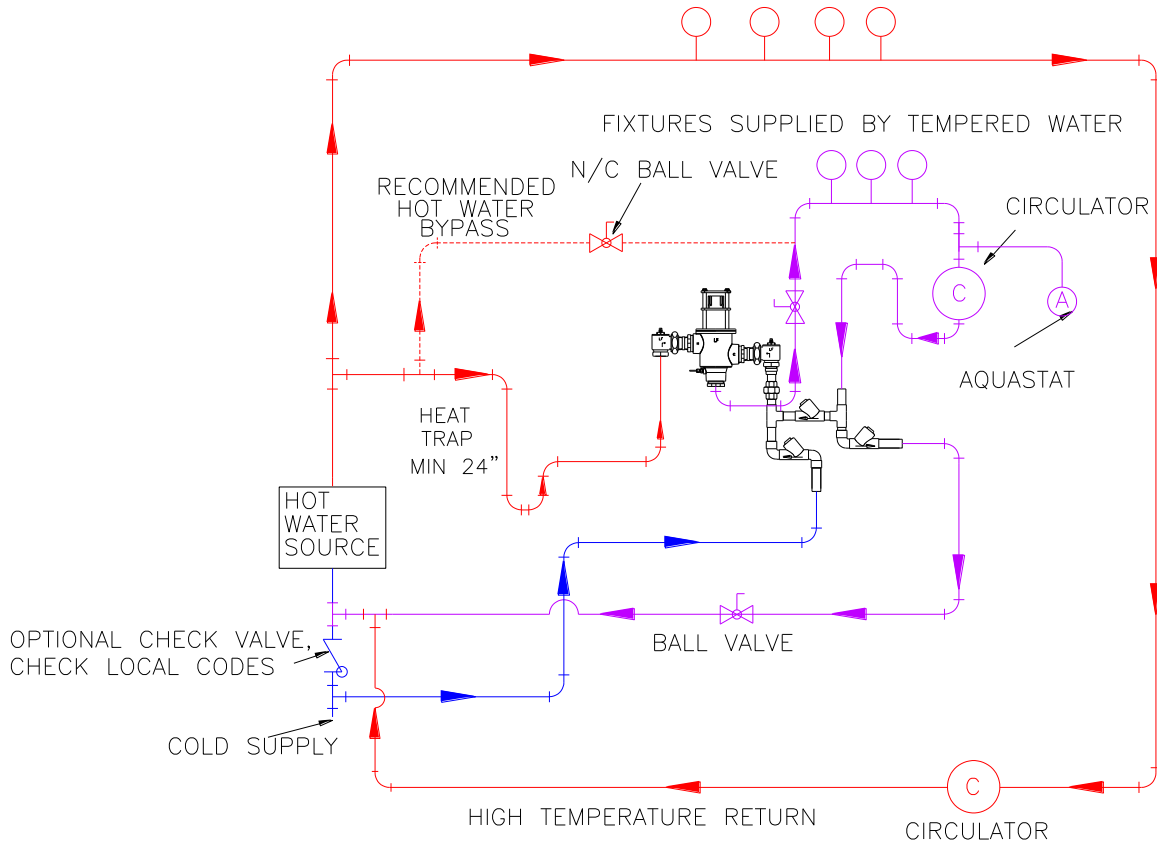 FIXTURES SUPPLIED BY TEMPERED WATER
N/C BALL VALVE
RECOMMENDED
HOT WATER
BYPASS
CIRCULATOR
C
A
AQUASTAT
HEAT
TRAP
MIN 24"
HOT
WATER
SOURCE
OPTIONAL CHECK VALVE,
CHECK LOCAL CODES
BALL VALVE
COLD SUPPLY
C
HIGH TEMPERATURE RETURN
CIRCULATOR